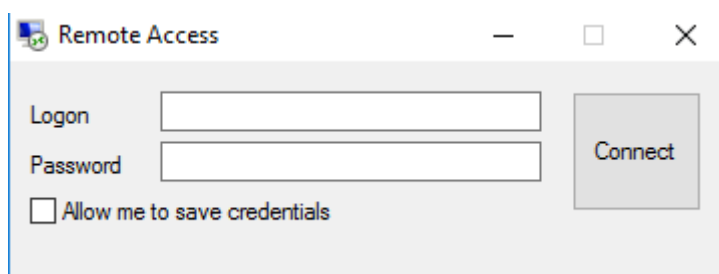 Remote Access
Logon
Connect
Password
Allow me to save credentials